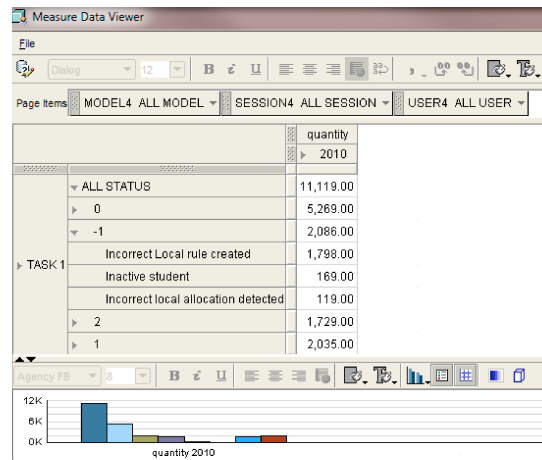 Measure Data Viewer
File
Dialog 12 B i U
Page Items MODEL4 ALL MODEL SESSION4 ALL SESSION USER4 ALL USER
quantity
2010
ALL STATUS 11,119.00
0 5,269.00
-1 2,086.00
TASK 1
Incorrect Local rule created 1,798.00
Inactive student 169.00
Incorrect local allocation detected 119.00
2 1,729.00
1 2,035.00
Agency FB 8 B i U
12K
6K
0K
quantity 2010